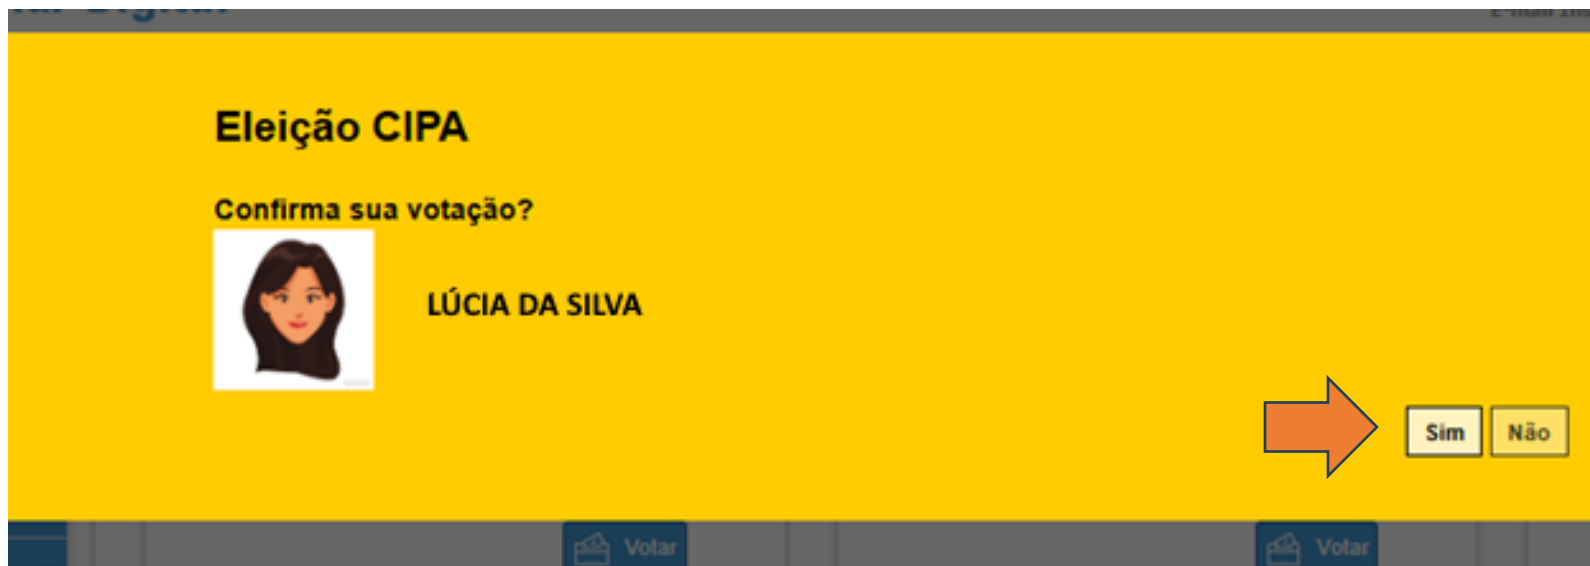 Eleição CIPA
Confirma sua votação?
LÚCIA DA SILVA
Sim Não
Votar Votar